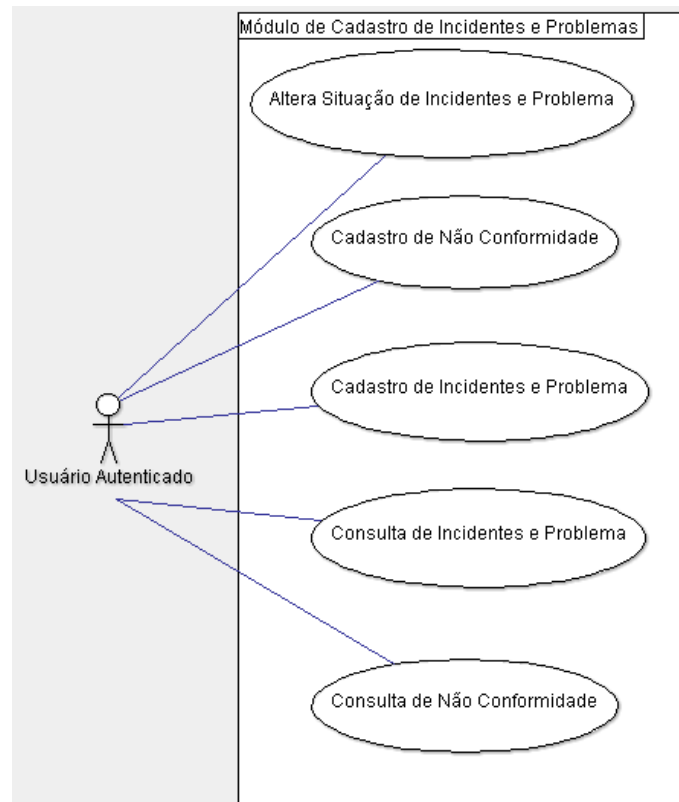 Módulo de Cadastro de Incidentes e Problemas
Altera Situação de Incidentes e Problema
Cadastro de Não Conformidade
Cadastro de Incidentes e Problema
Usuário Autenticado
Consulta de Incidentes e Problema
Consulta de Não Conformidade